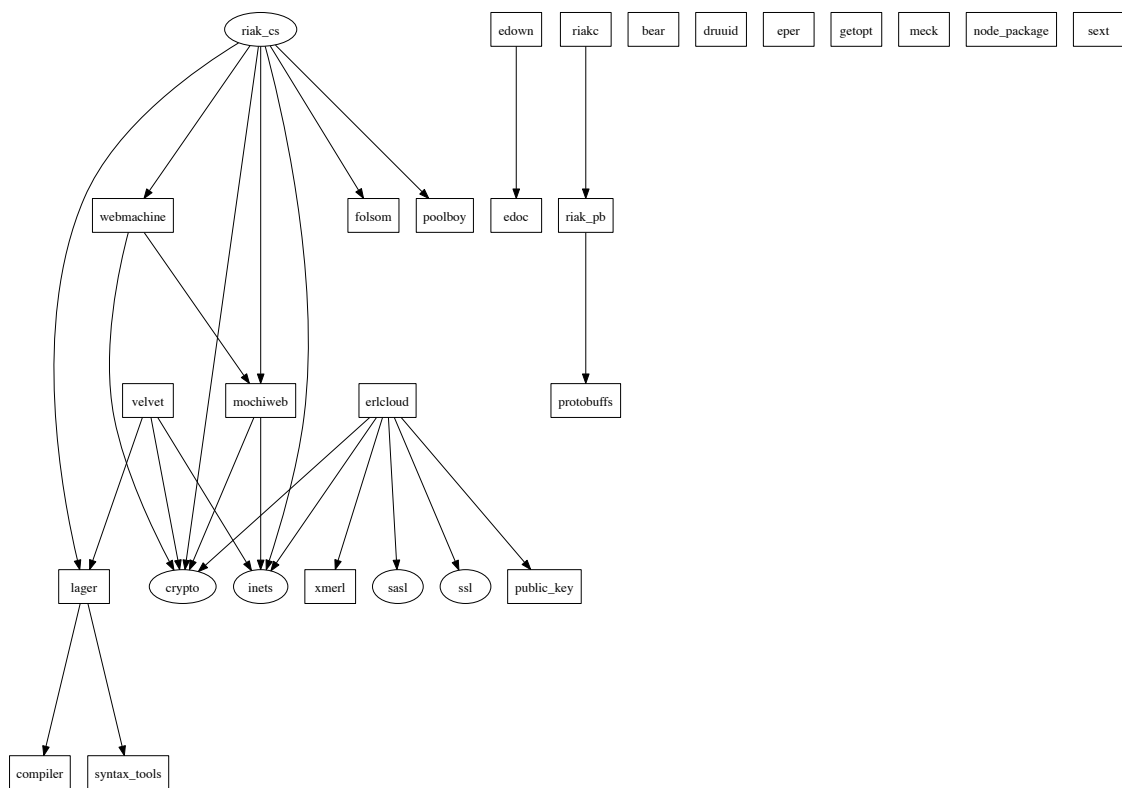 riak_cs
edown
riakc
bear
druuid
eper
getopt
meck
node_package
sext
webmachine
folsom
poolboy
edoc
riak_pb
velvet
mochiweb
erlcloud
protobuffs
lager
crypto
inets
xmerl
sasl
ssl
public_key
compiler
syntax_tools